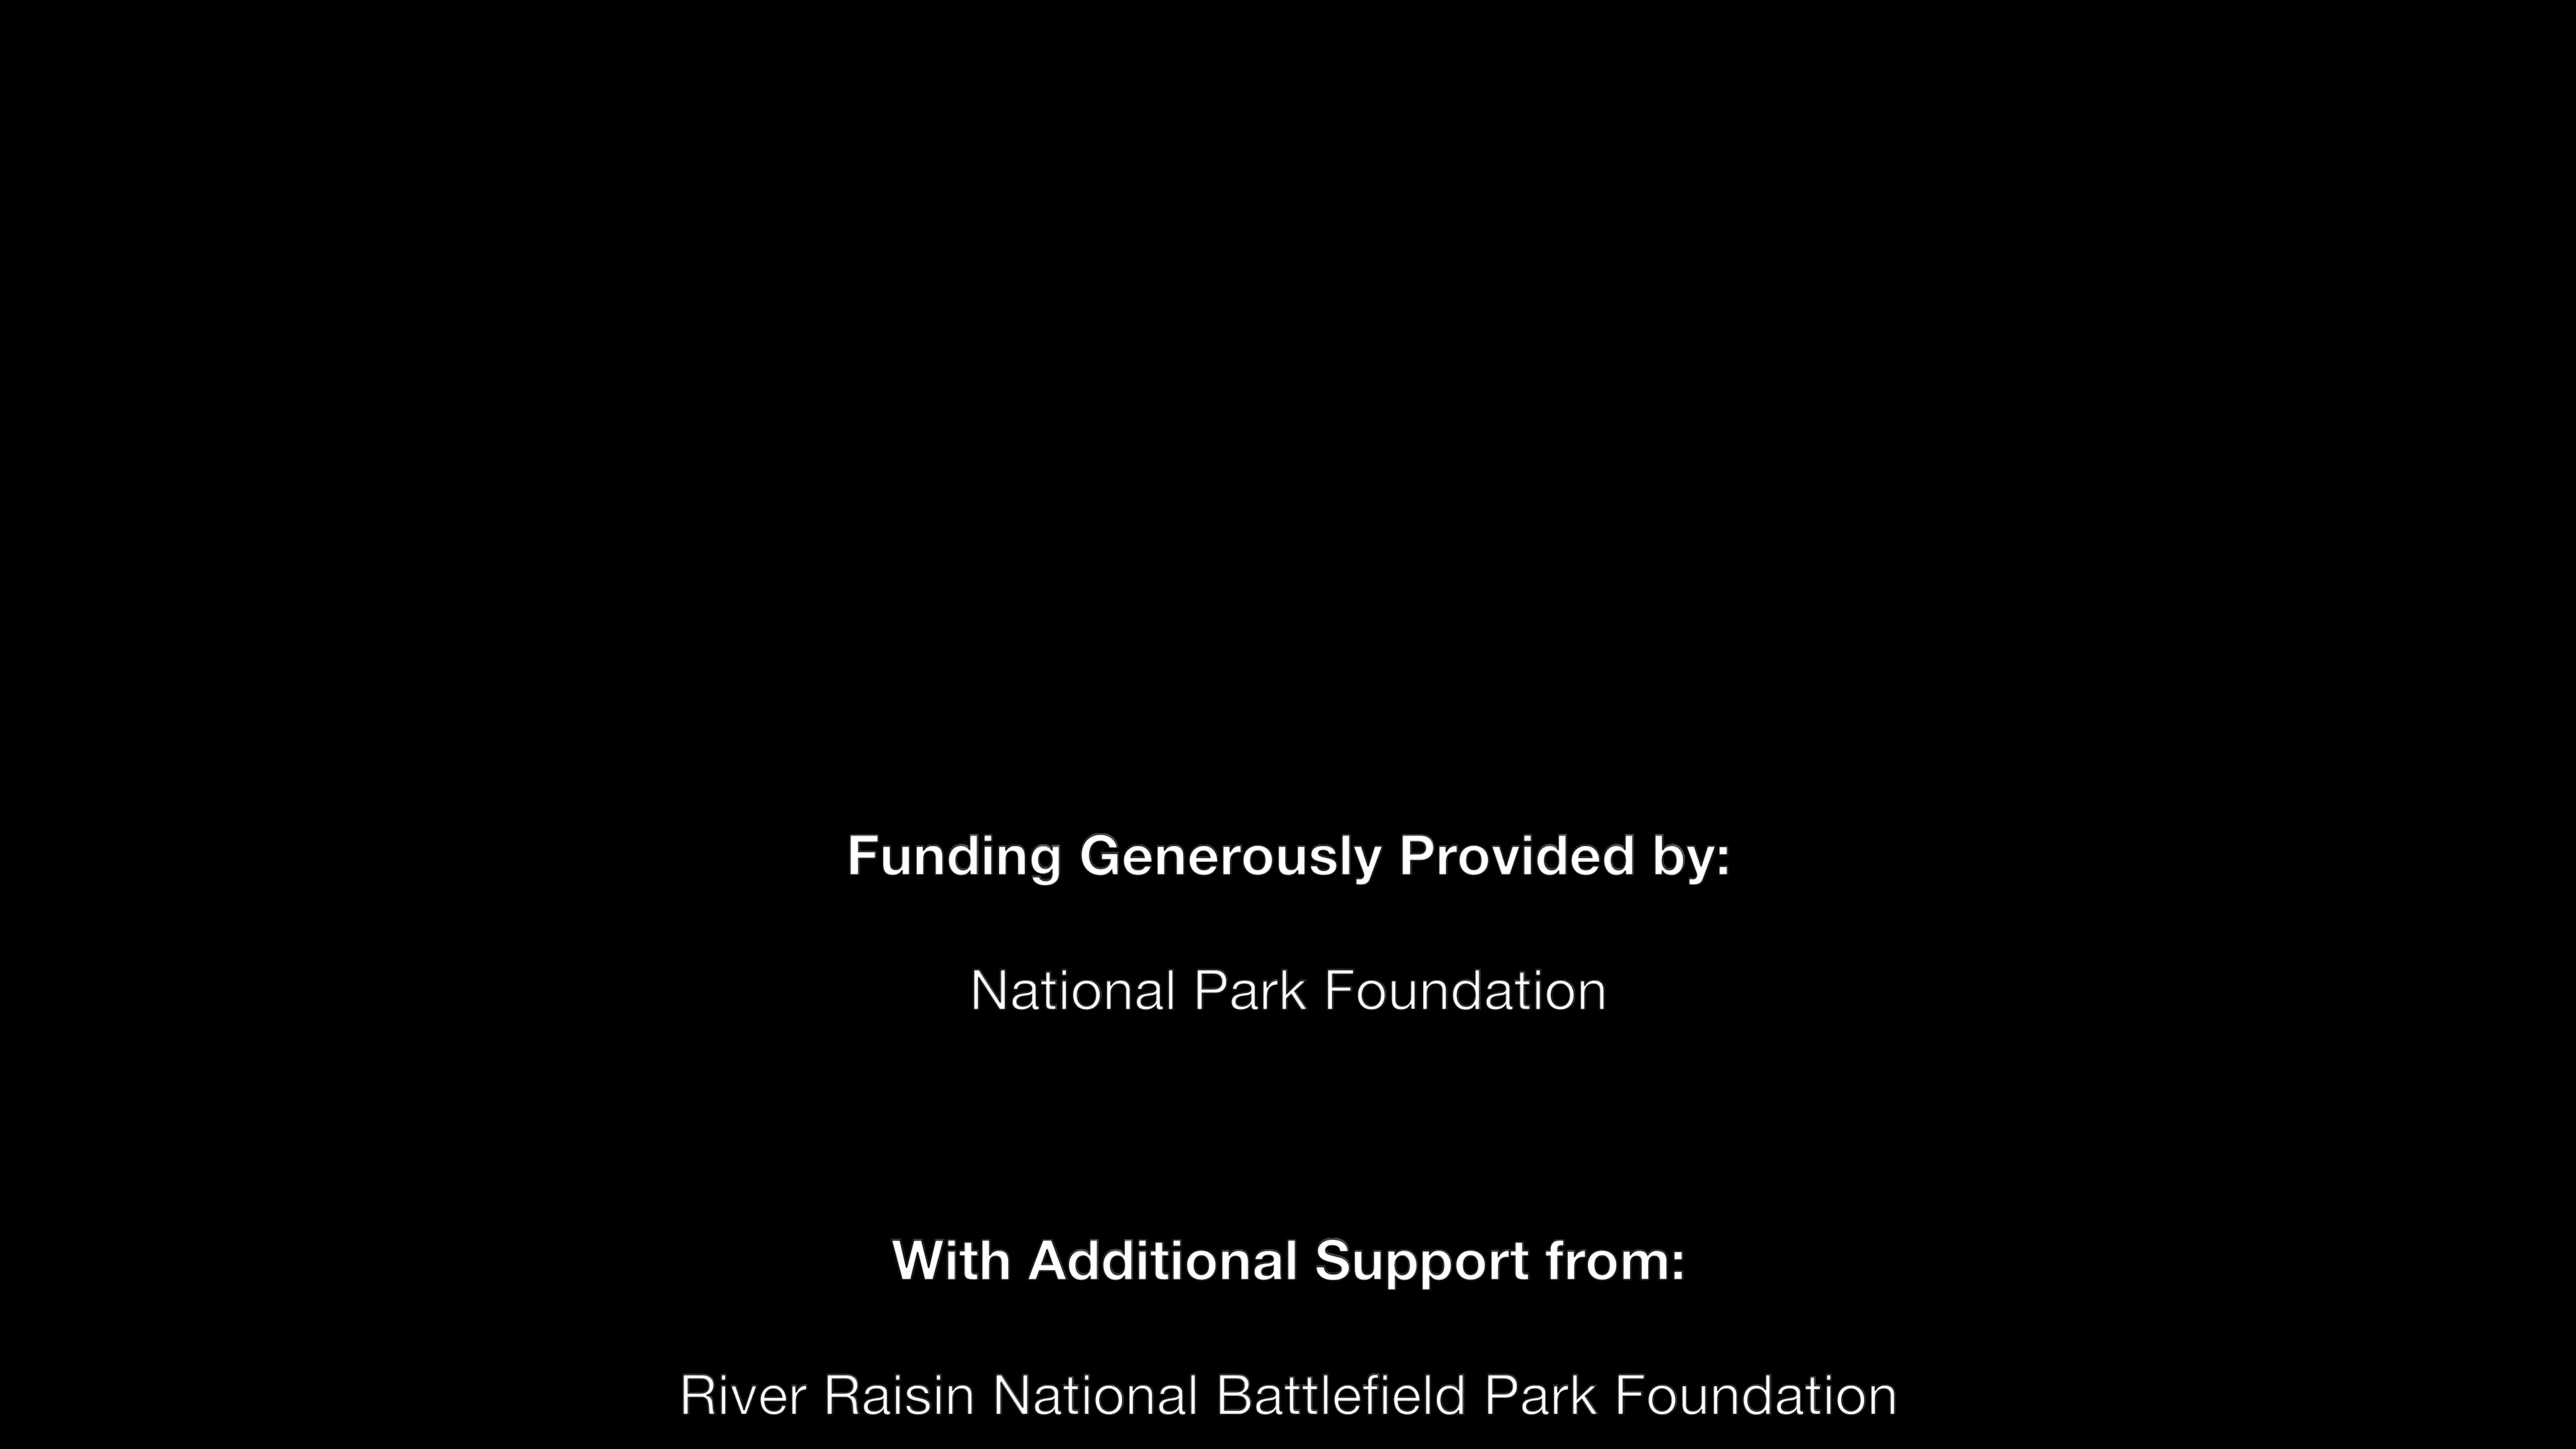 Funding Generously Provided by:
National Park Foundation
With Additional Support from:
River Raisin National Battlefield Park Foundation